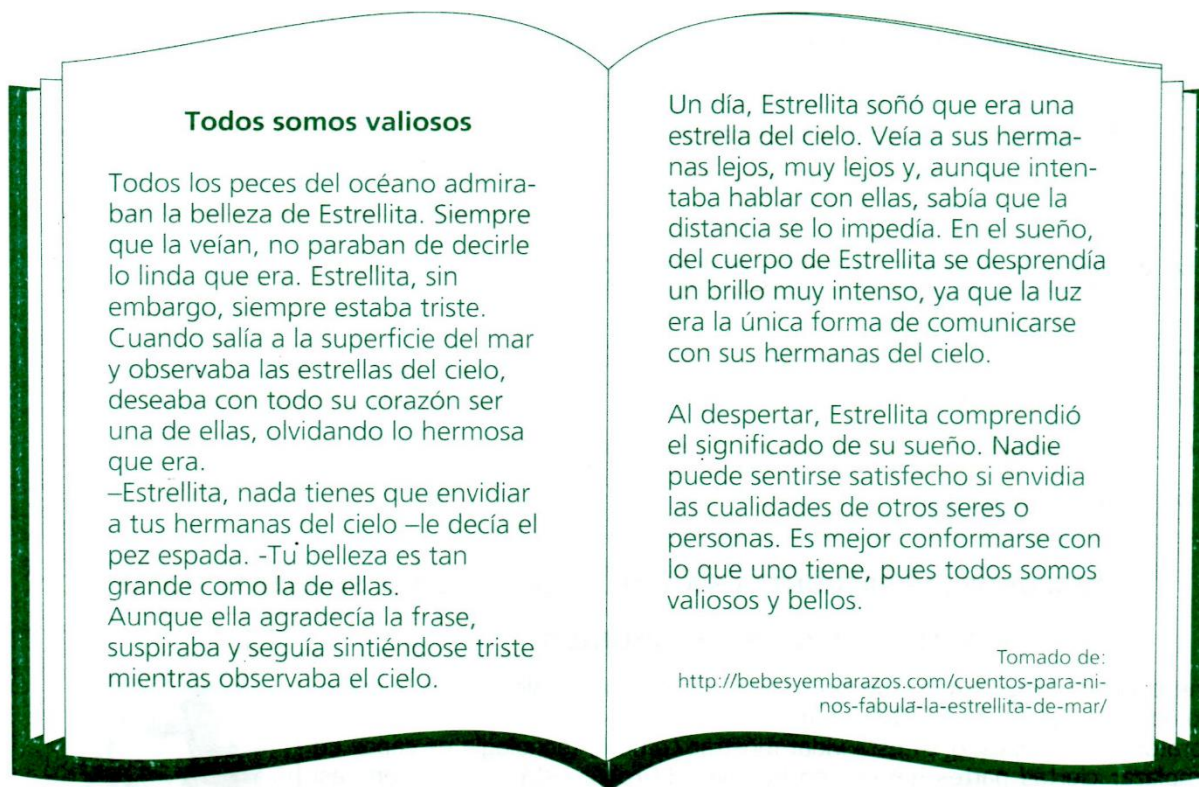 Todos somos valiosos
Todos los peces del océano admira-
ban la belleza de Estrellita. Siempre
que la veían, no paraban de decirle
lo linda que era. Estrellita, sin
embargo, siempre estaba triste.
Cuando salía a la superficie del mar
y observaba las estrellas del cielo,
deseaba con todo su corazón ser
una de ellas, olvidando lo hermosa
que era.
–Estrellita, nada tienes que envidiar
a tus hermanas del cielo –le decía el
pez espada. -Tu belleza es tan
grande como la de ellas.
Aunque ella agradecía la frase,
suspiraba y seguía sintiéndose triste
mientras observaba el cielo.
Un día, Estrellita soñó que era una
estrella del cielo. Veía a sus herma-
nas lejos, muy lejos y, aunque inten-
taba hablar con ellas, sabía que la
distancia se lo impedía. En el sueño,
del cuerpo de Estrellita se desprendía
un brillo muy intenso, ya que la luz
era la única forma de comunicarse
con sus hermanas del cielo.
Al despertar, Estrellita comprendió
el significado de su sueño. Nadie
puede sentirse satisfecho si envidia
las cualidades de otros seres o
personas. Es mejor conformarse con
lo que uno tiene, pues todos somos
valiosos y bellos.
Tomado de:
http://bebesyembarazos.com/cuentos-para-ni-
nos-fabula-la-estrellita-de-mar/